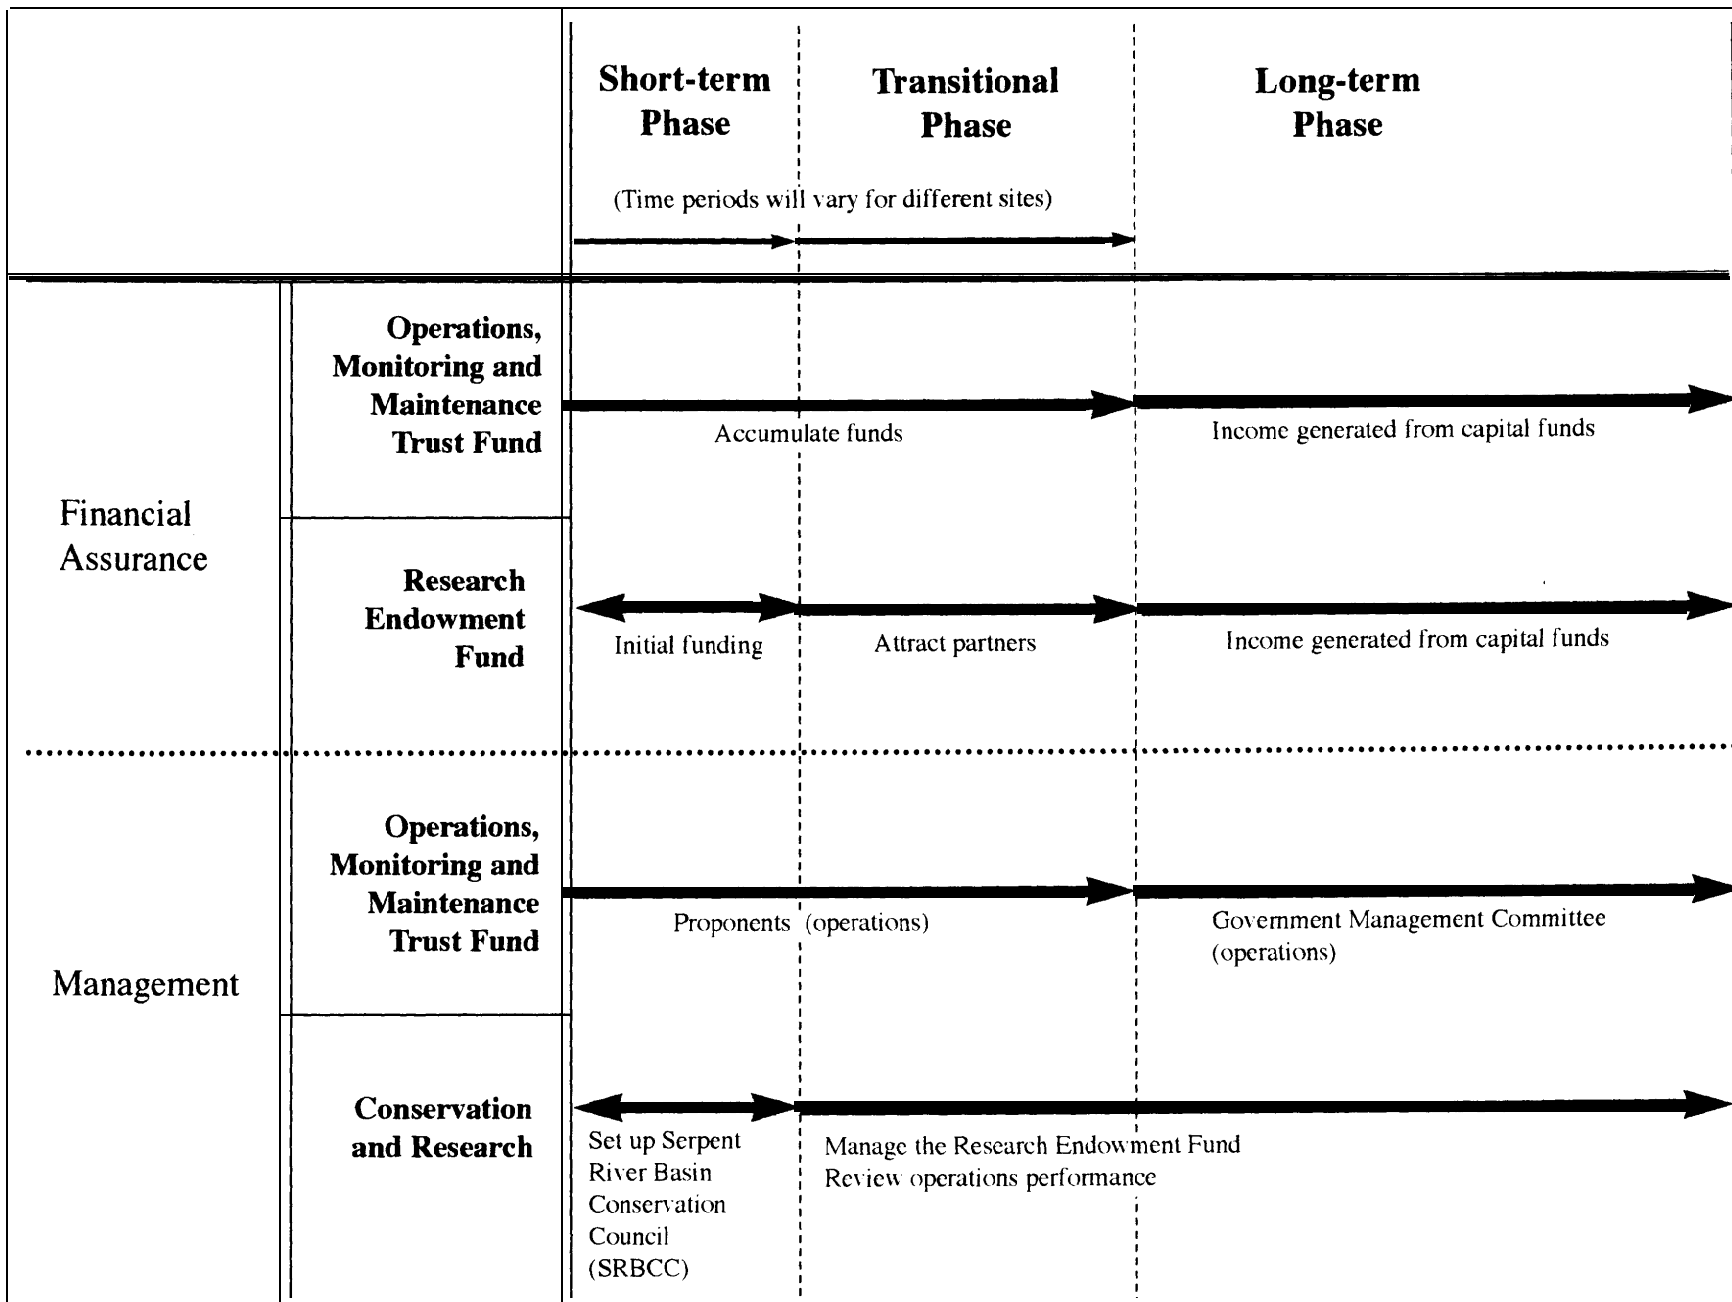 Short-term
Phase
Transitional
Phase
Long-term
Phase
(Time periods will vary for different sites)
Financial
Assurance
Operations,
Monitoring and
Maintenance
Trust Fund
Accumulate funds
Income generated from capital funds
Research
Endowment
Fund
Initial funding
Attract partners
Income generated from capital funds
Management
Operations,
Monitoring and
Maintenance
Trust Fund
Proponents (operations)
Government Management Committee
(operations)
Conservation
and Research
Set up Serpent
River Basin
Conservation
Council
(SRBCC)
Manage the Research Endowment Fund
Review operations performance